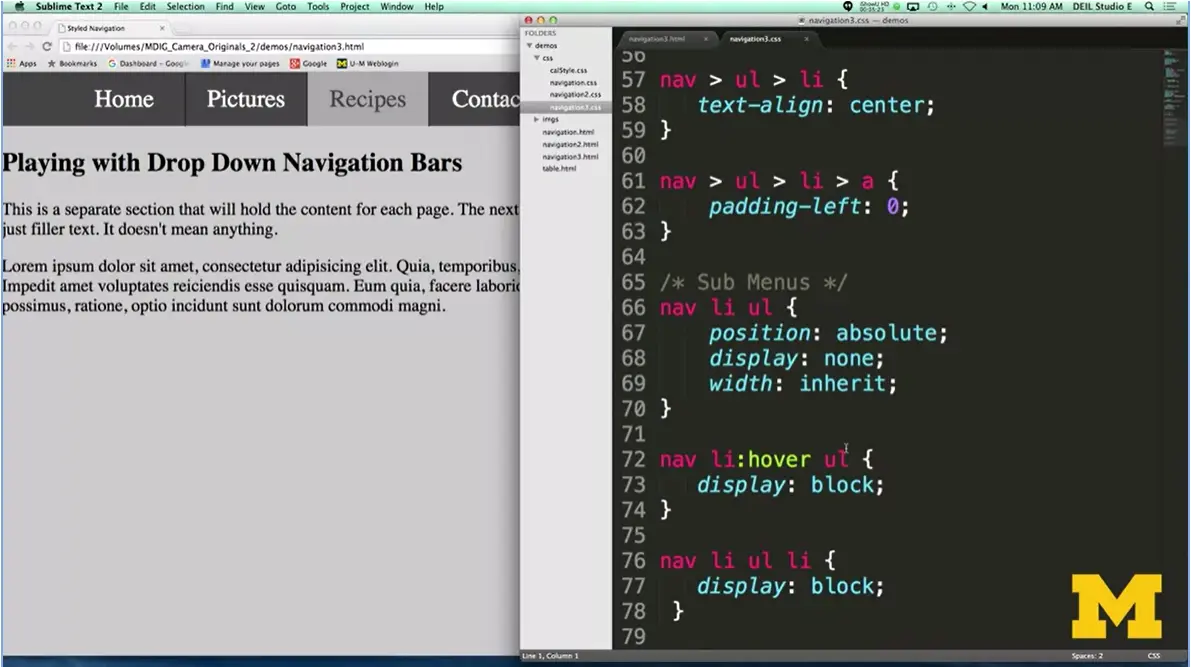 Sublime Text 2 File Edit Selection Find View Goto Tools Project Window Help
Mon 11:09 AM DEIL Studio E
Styled Navigation
file:///Volumes/MDIG_Camera_Originals_2/demos/navigation3.html
Apps Bookmarks Dashboard - Google Manage your pages Google U-M Weblogin
Home Pictures Recipes Contac
Playing with Drop Down Navigation Bars
This is a separate section that will hold the content for each page. The next
just filler text. It doesn't mean anything.
Lorem ipsum dolor sit amet, consectetur adipisicing elit. Quia, temporibus,
Impedit amet voluptates reiciendis esse quisquam. Eum quia, facere laborio
possimus, ratione, optio incidunt sunt dolorum commodi magni.
navigation3.css — demos
FOLDERS
demos
css
calStyle.css
navigation.css
navigation2.css
navigation3.css
imgs
navigation.html
navigation2.html
navigation3.html
table.html
navigation3.html navigation3.css
56
57 nav > ul > li {
58 text-align: center;
59 }
60
61 nav > ul > li > a {
62 padding-left: 0;
63 }
64
65 /* Sub Menus */
66 nav li ul {
67 position: absolute;
68 display: none;
69 width: inherit;
70 }
71
72 nav li:hover ul {
73 display: block;
74 }
75
76 nav li ul li {
77 display: block;
78 }
79
M
Line 1, Column 1
Spaces: 2 CSS